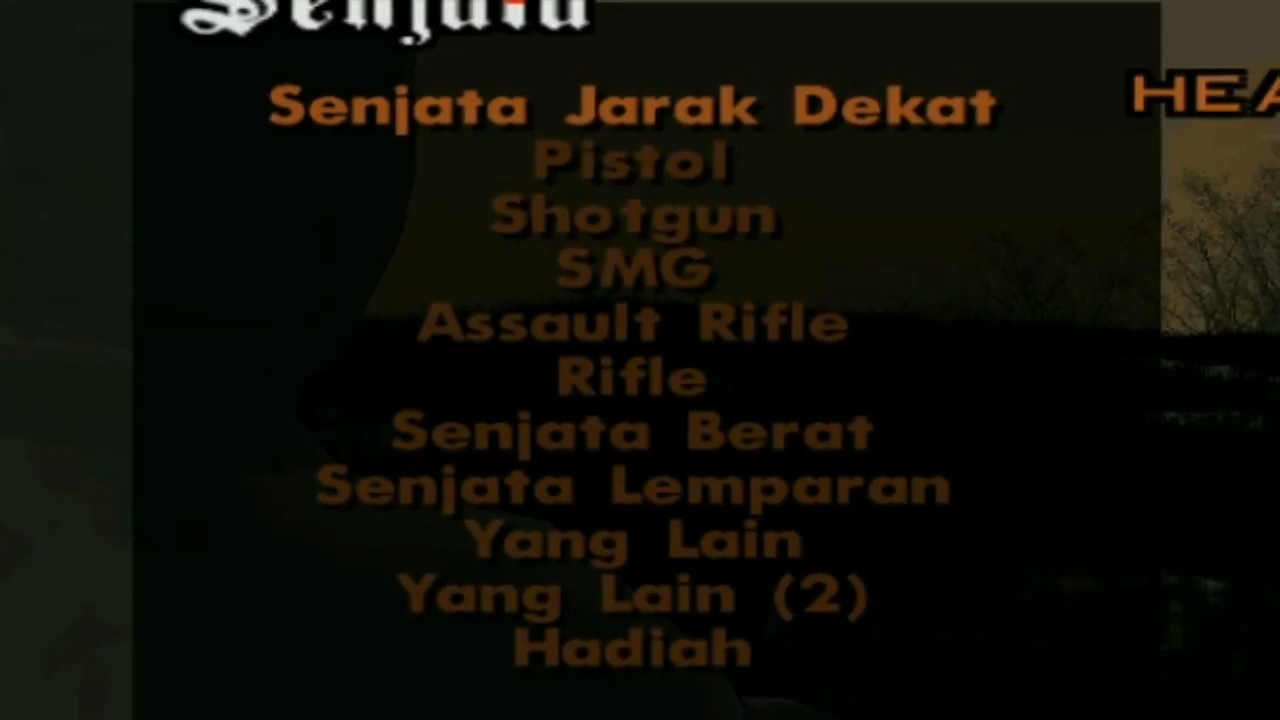 Senjata
Senjata Jarak Dekat
Pistol
Shotgun
SMG
Assault Rifle
Rifle
Senjata Berat
Senjata Lemparan
Yang Lain
Yang Lain (2)
Hadiah